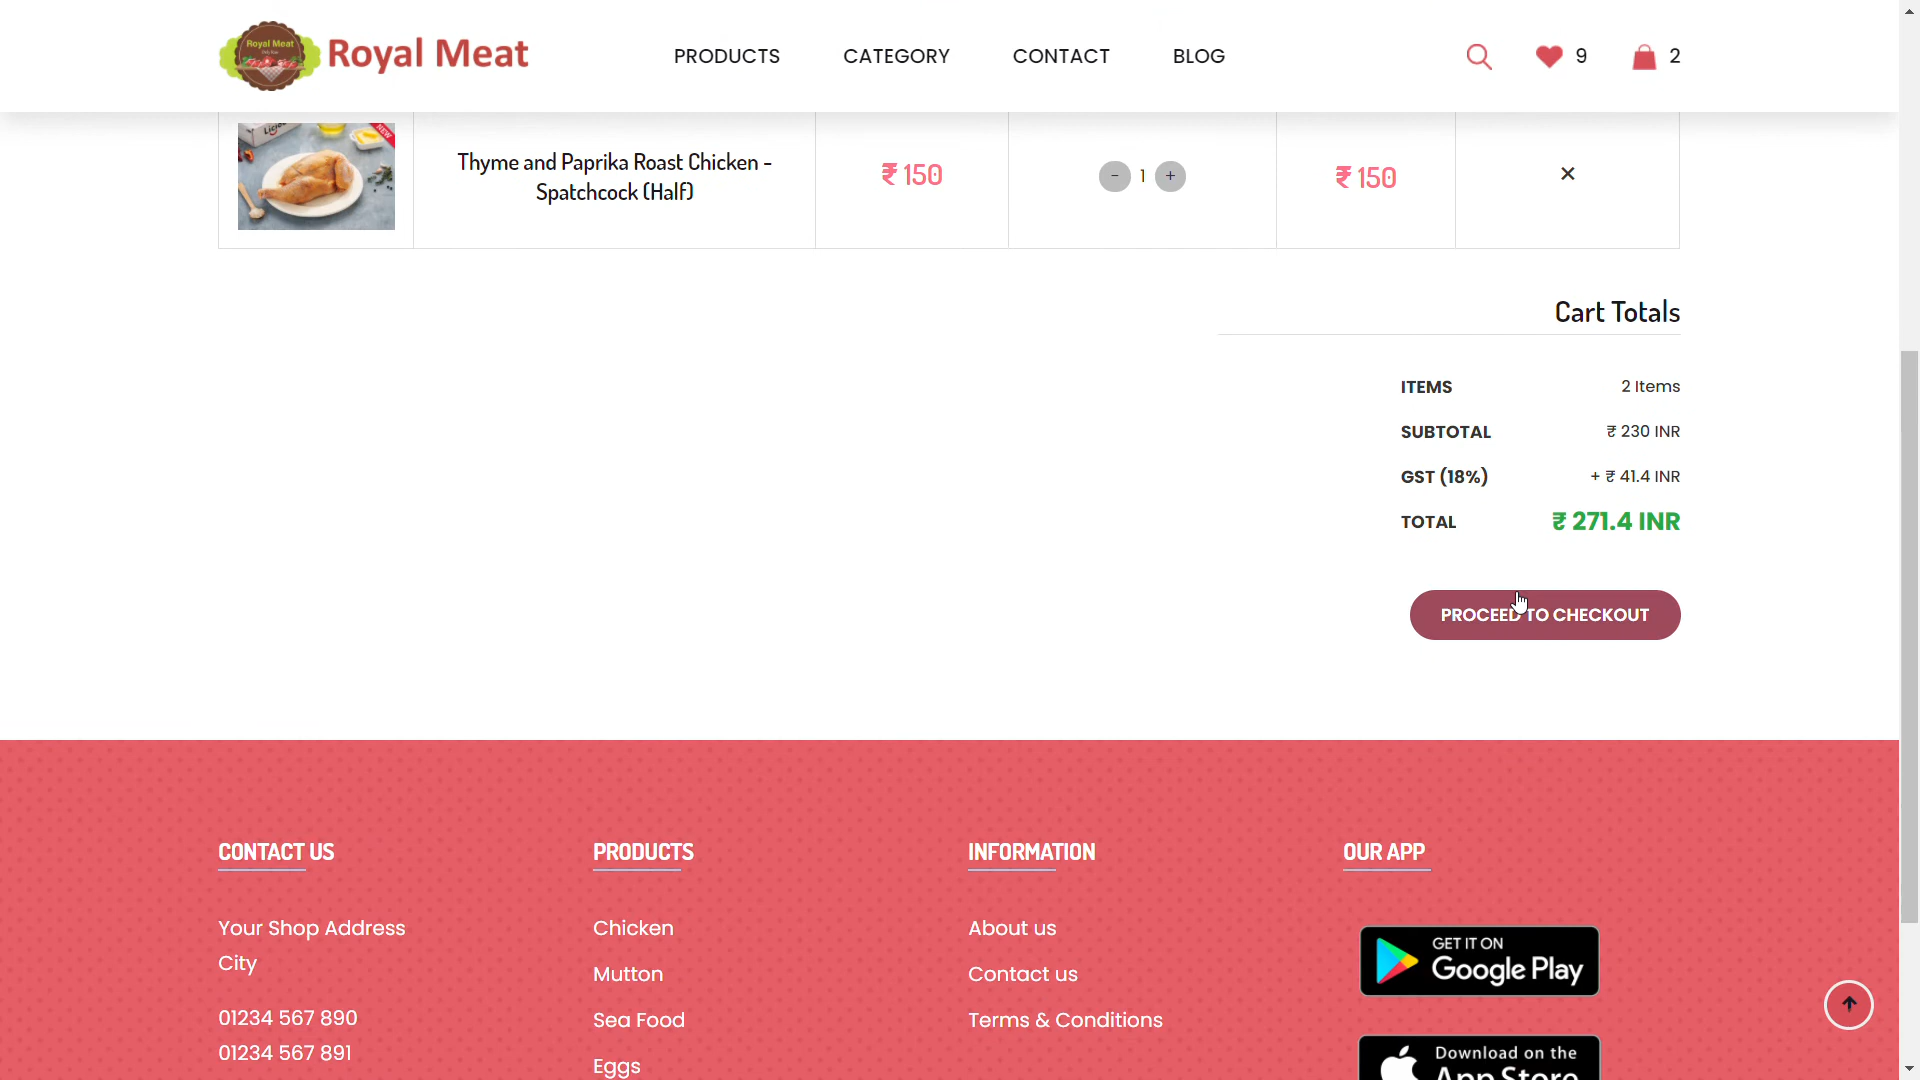 Royal Meat
Royal Meat
PRODUCTS
CATEGORY
CONTACT
BLOG
9
2
NEW
Thyme and Paprika Roast Chicken -
Spatchcock (Half)
₹ 150
-
1
+
₹ 150
×
Cart Totals
ITEMS
2 Items
SUBTOTAL
₹ 230 INR
GST (18%)
+ ₹ 41.4 INR
TOTAL
₹ 271.4 INR
PROCEED TO CHECKOUT
CONTACT US
Your Shop Address
City
01234 567 890
01234 567 891
PRODUCTS
Chicken
Mutton
Sea Food
Eggs
INFORMATION
About us
Contact us
Terms & Conditions
OUR APP
GET IT ON
Google Play
Download on the
App Store